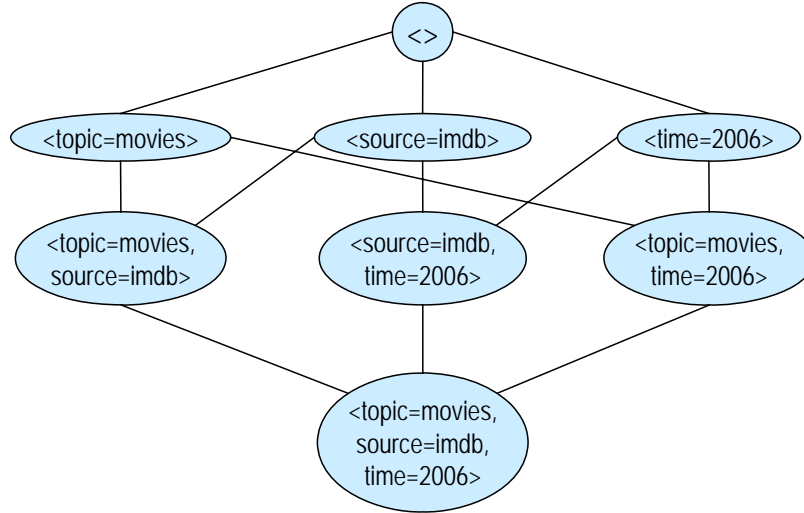 <>
<topic=movies>
<source=imdb>
<time=2006>
<topic=movies,
source=imdb>
<source=imdb,
time=2006>
<topic=movies,
time=2006>
<topic=movies,
source=imdb,
time=2006>